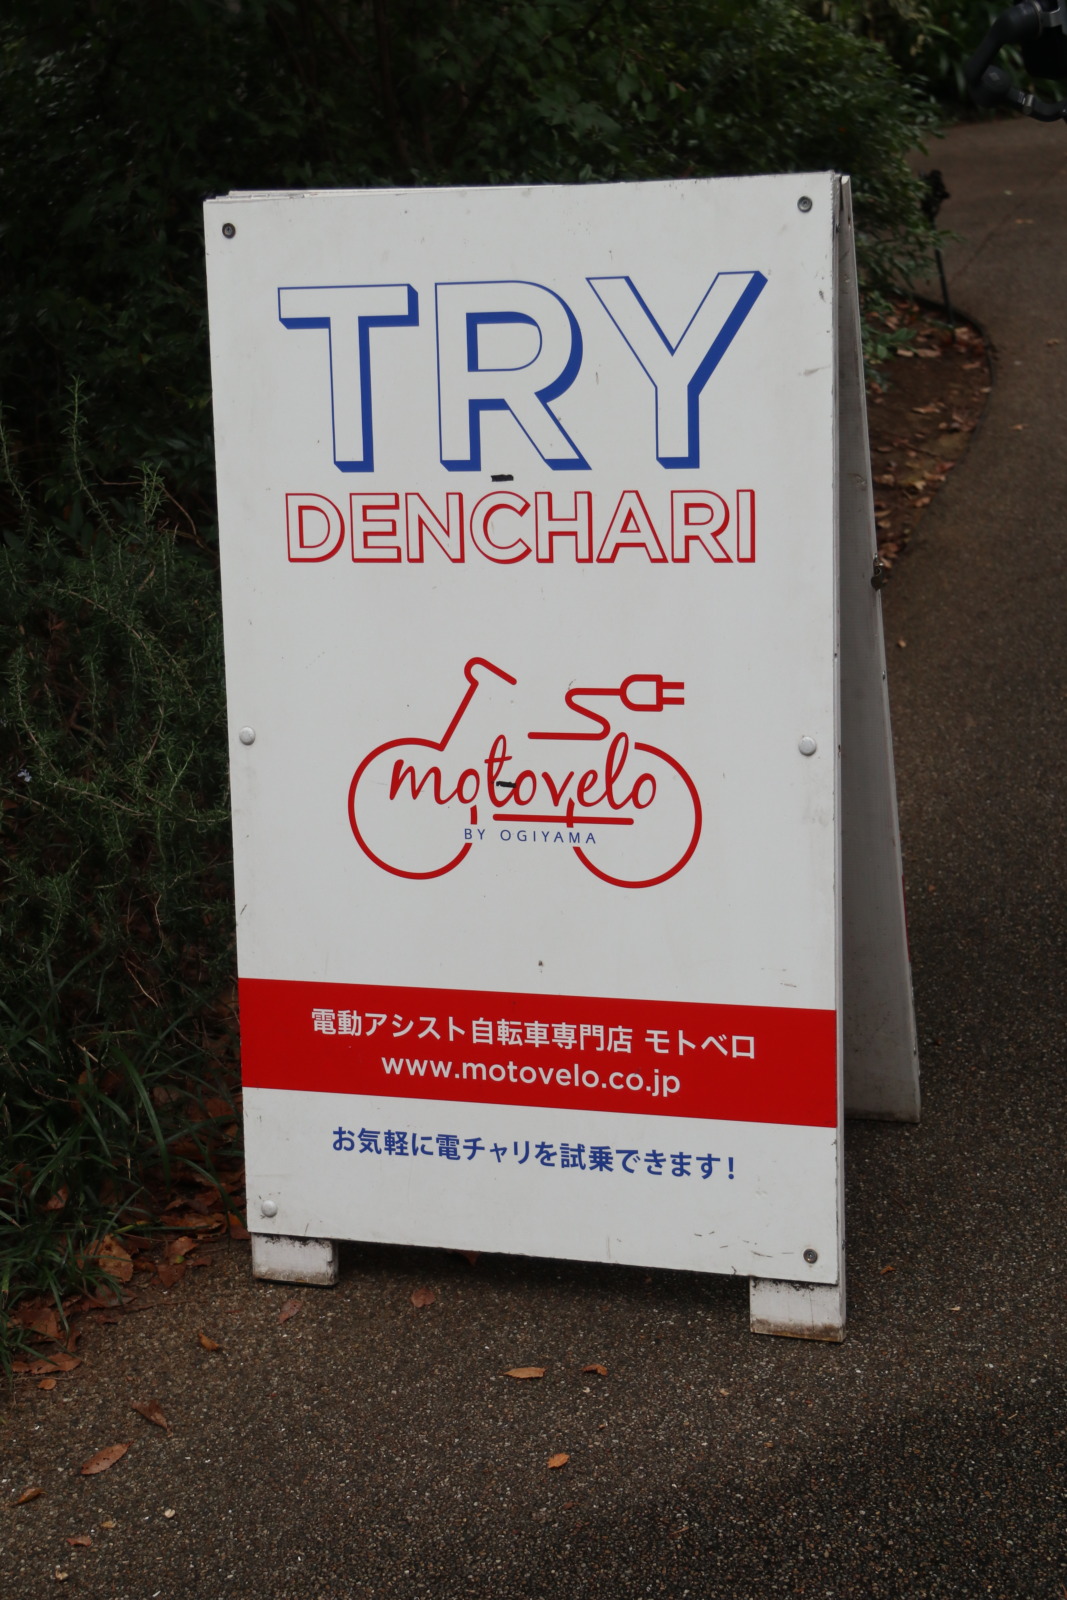 TRY
DENCHARI
motovelo
BY OGIYAMA
電動アシスト自転車専門店 モトベロ
www.motovelo.co.jp
お気軽に電チャリを試乗できます!